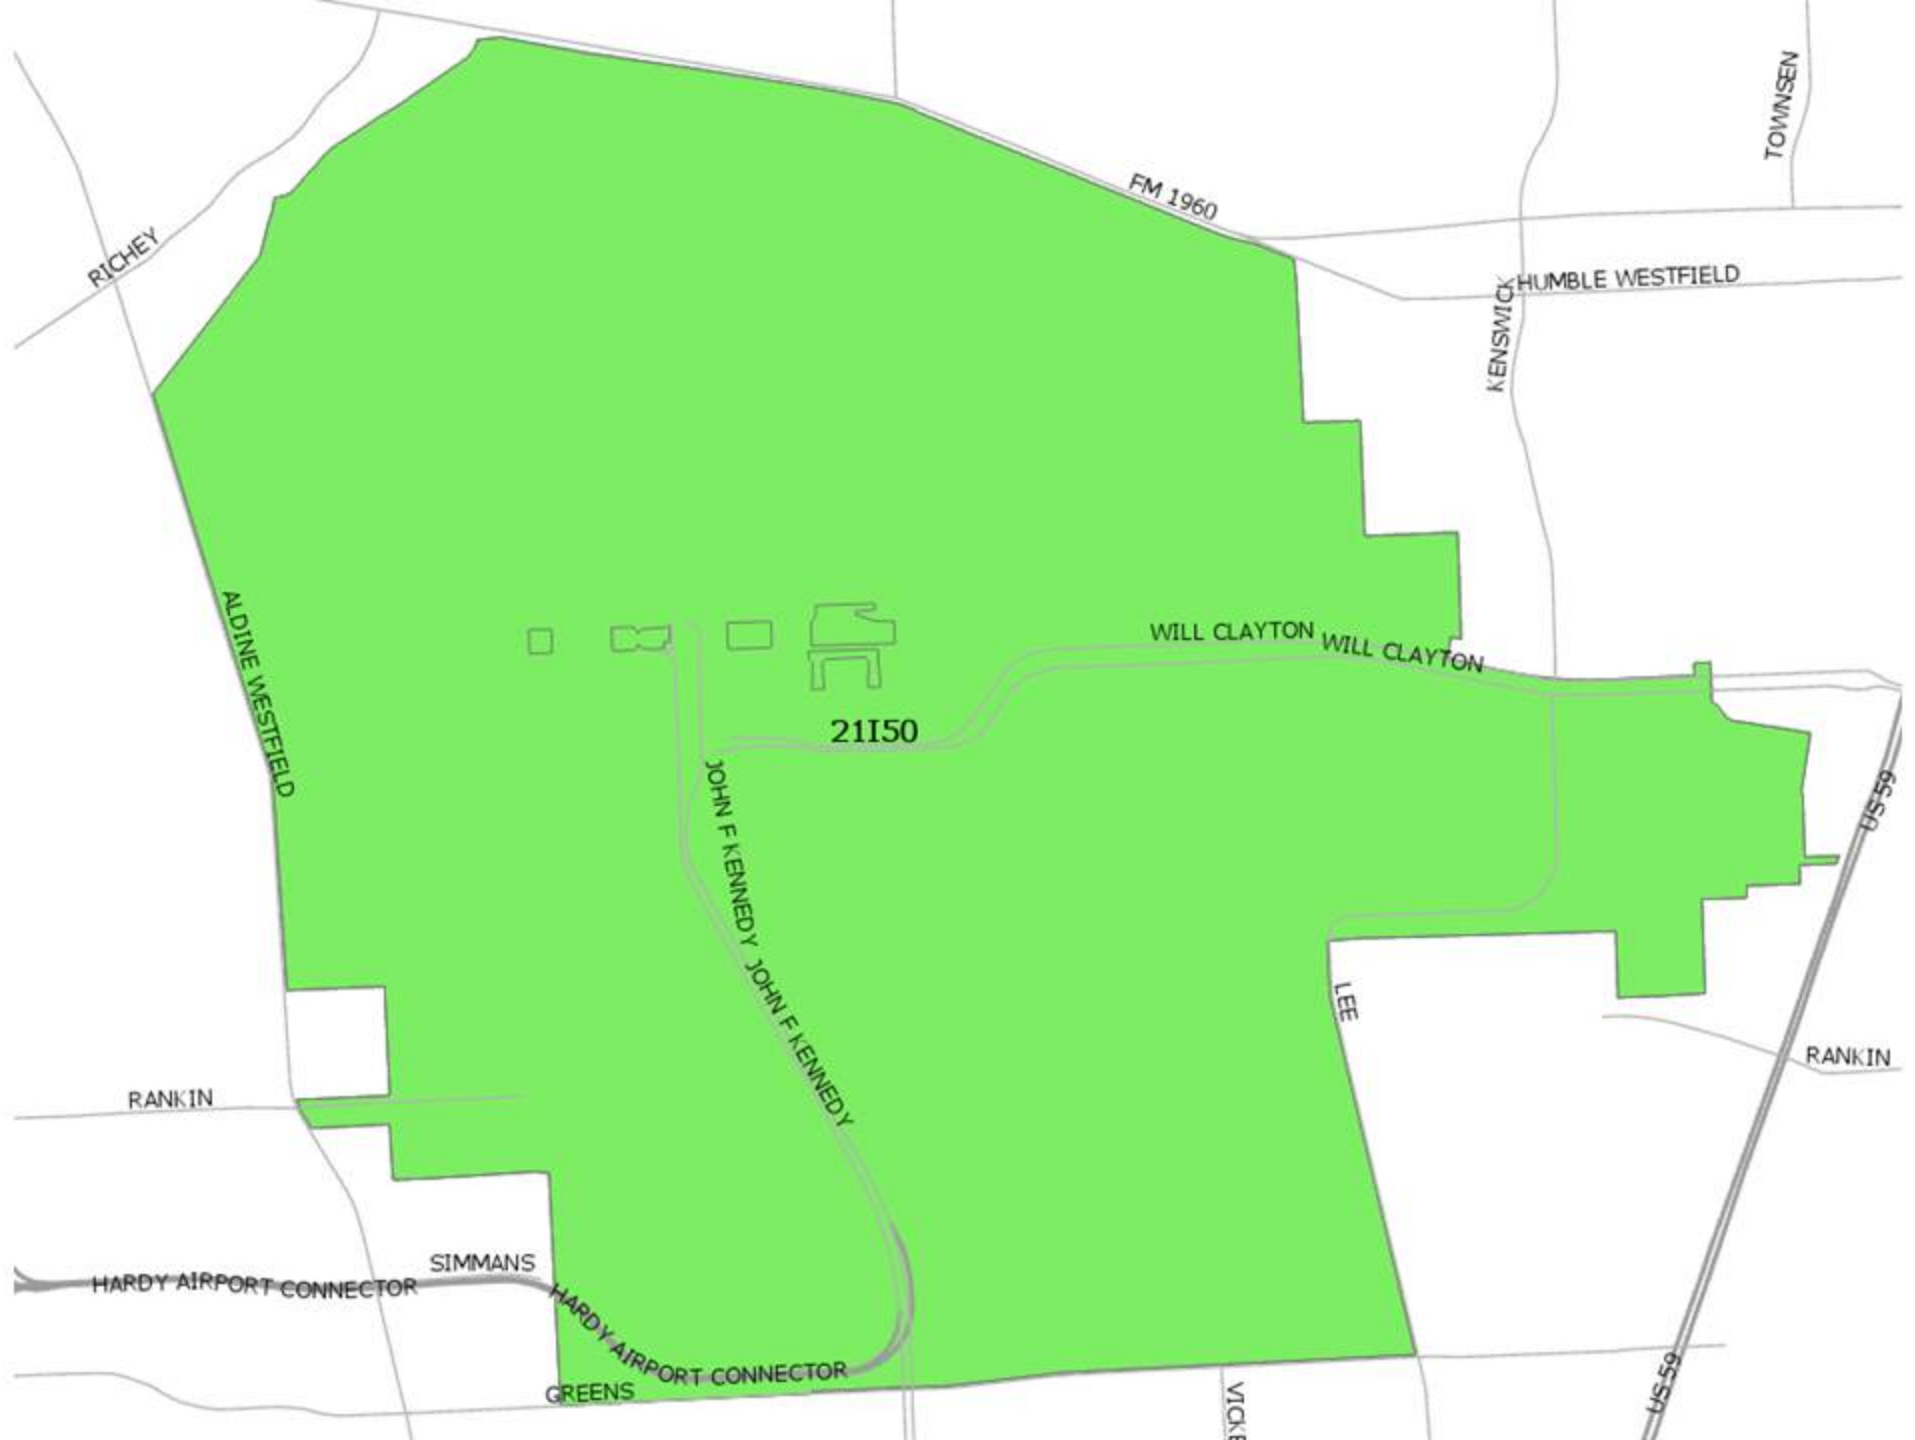 TOWNSEN
FM 1960
RICHEY
HUMBLE WESTFIELD
KENSWICK
ALDINE WESTFIELD
WILL CLAYTON
WILL CLAYTON
21I50
JOHN F KENNEDY
US 59
JOHN F KENNEDY
LEE
RANKIN
RANKIN
SIMMANS
HARDY AIRPORT CONNECTOR
HARDY AIRPORT CONNECTOR
GREENS
US 59
VICKE